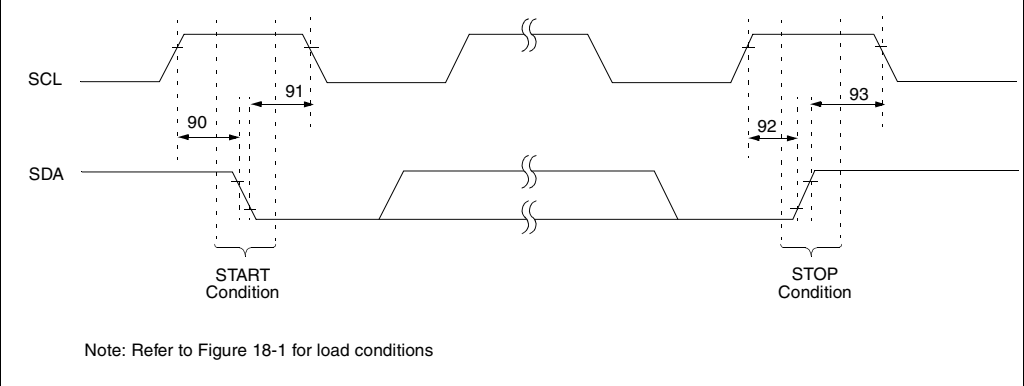 SCL
91
93
90
92
SDA
START
Condition
STOP
Condition
Note: Refer to Figure 18-1 for load conditions